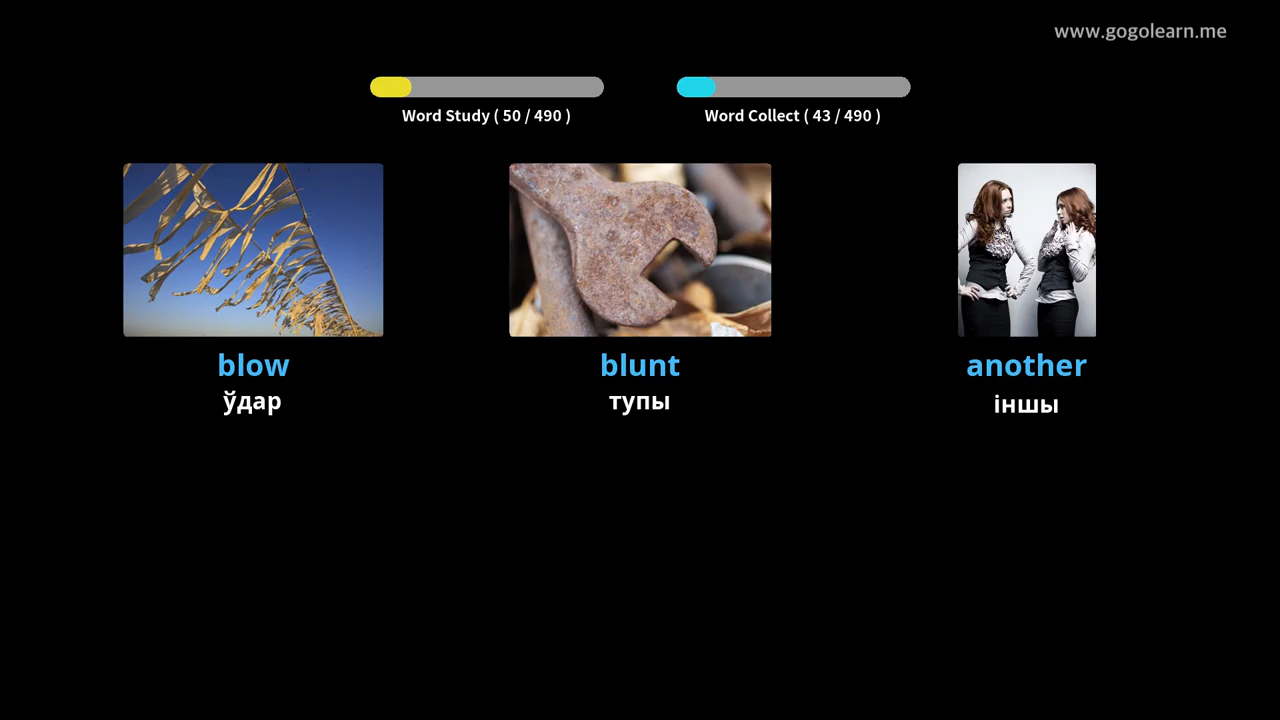 www.gogolearn.me
Word Study ( 50 / 490 )
Word Collect ( 43 / 490 )
blow
ўдар
blunt
тупы
another
іншы